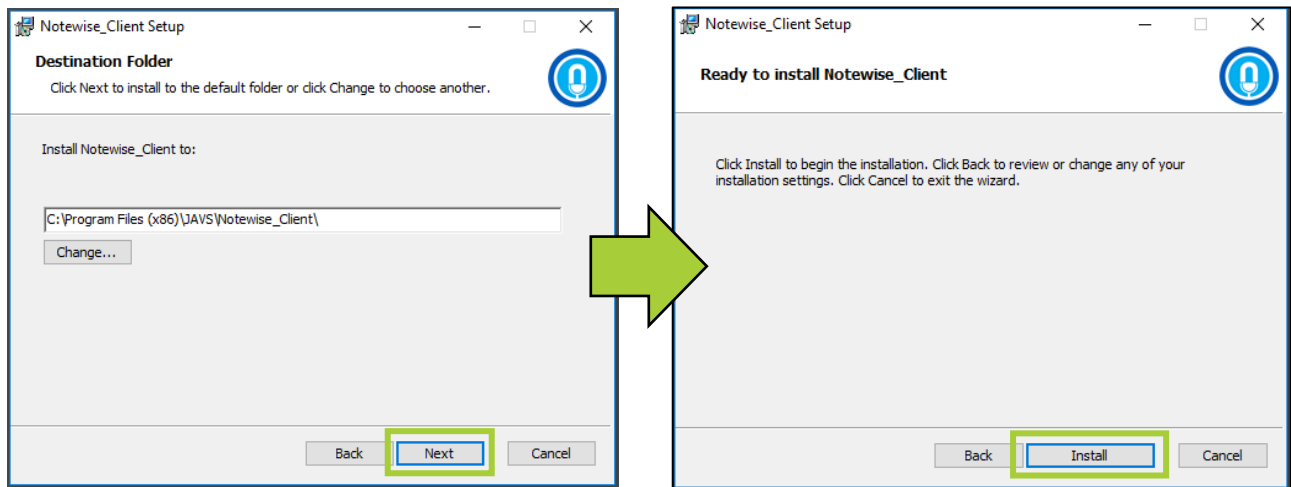 Notewise_Client Setup
Destination Folder
Click Next to install to the default folder or click Change to choose another.
Install Notewise_Client to:
C:\Program Files (x86)\JAVS\Notewise_Client\
Change...
Back Next Cancel
Notewise_Client Setup
Ready to install Notewise_Client
Click Install to begin the installation. Click Back to review or change any of your
installation settings. Click Cancel to exit the wizard.
Back Install Cancel